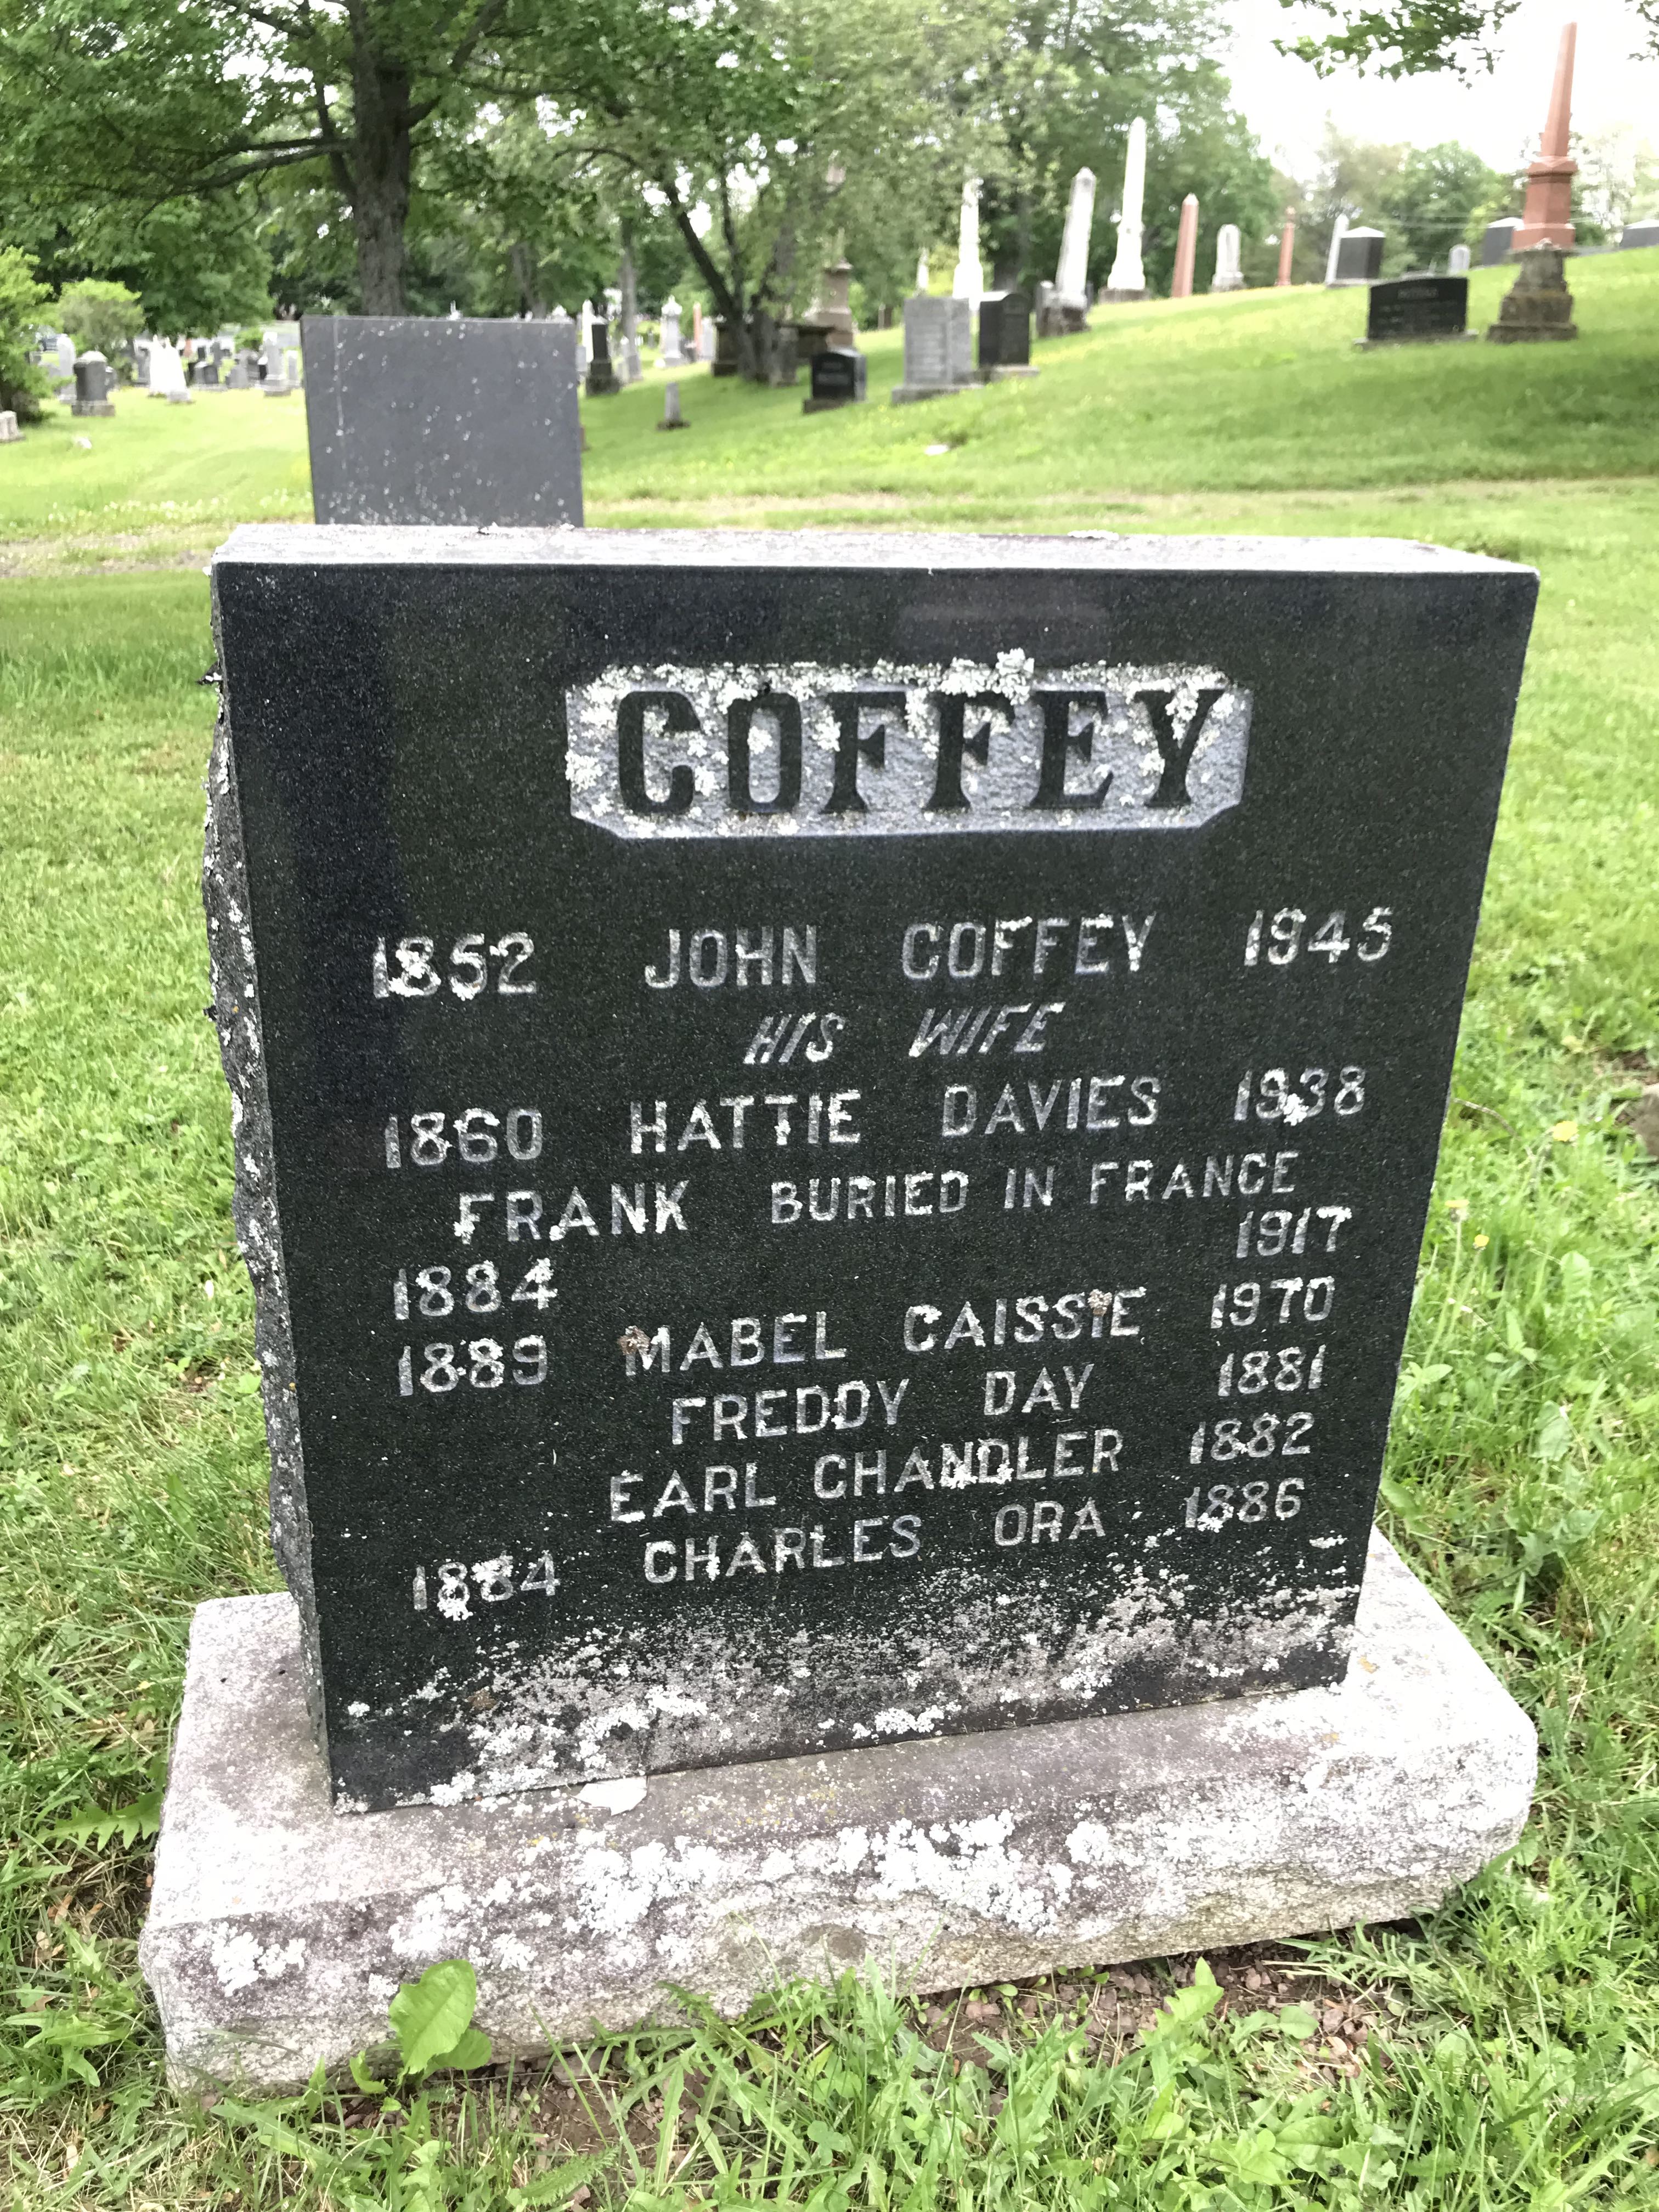 COFFEY
1852 JOHN COFFEY 1945
HIS WIFE
1860 HATTIE DAVIES 1938
FRANK BURIED IN FRANCE
1884 1917
1889 MABEL CAISSIE 1970
FREDDY DAY 1881
EARL CHANDLER 1882
1884 CHARLES ORA 1886